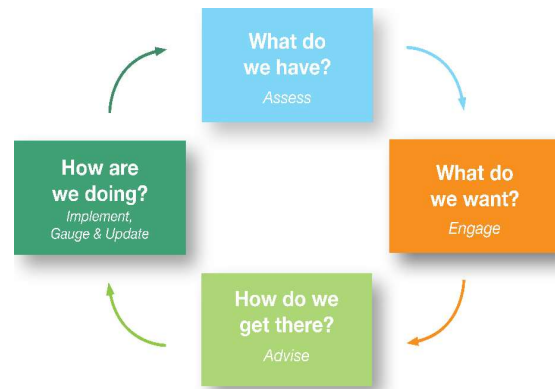 What do
we have?
Assess
What do
we want?
Engage
How do we
get there?
Advise
How are
we doing?
Implement,
Gauge & Update